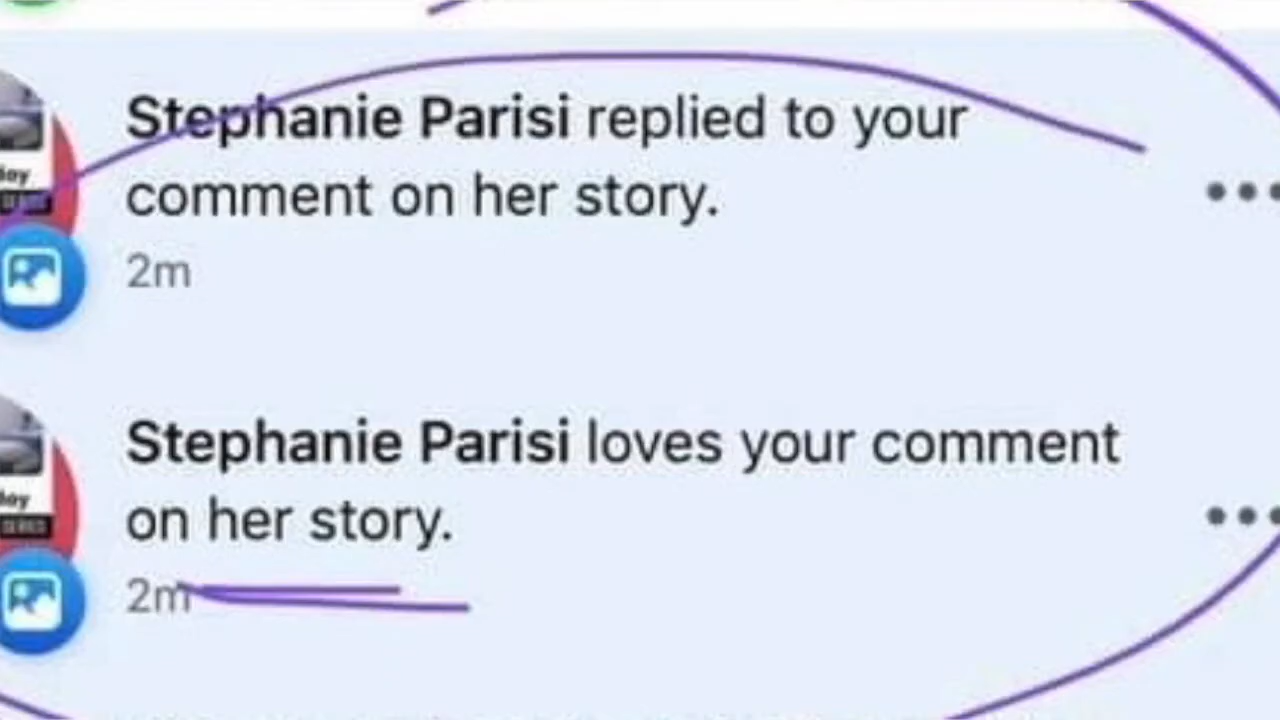 Stephanie Parisi replied to your
comment on her story.
2m
Stephanie Parisi loves your comment
on her story.
2m